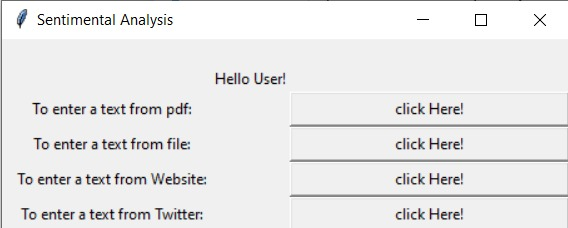 Sentimental Analysis
Hello User!
To enter a text from pdf: click Here!
To enter a text from file: click Here!
To enter a text from Website: click Here!
To enter a text from Twitter: click Here!